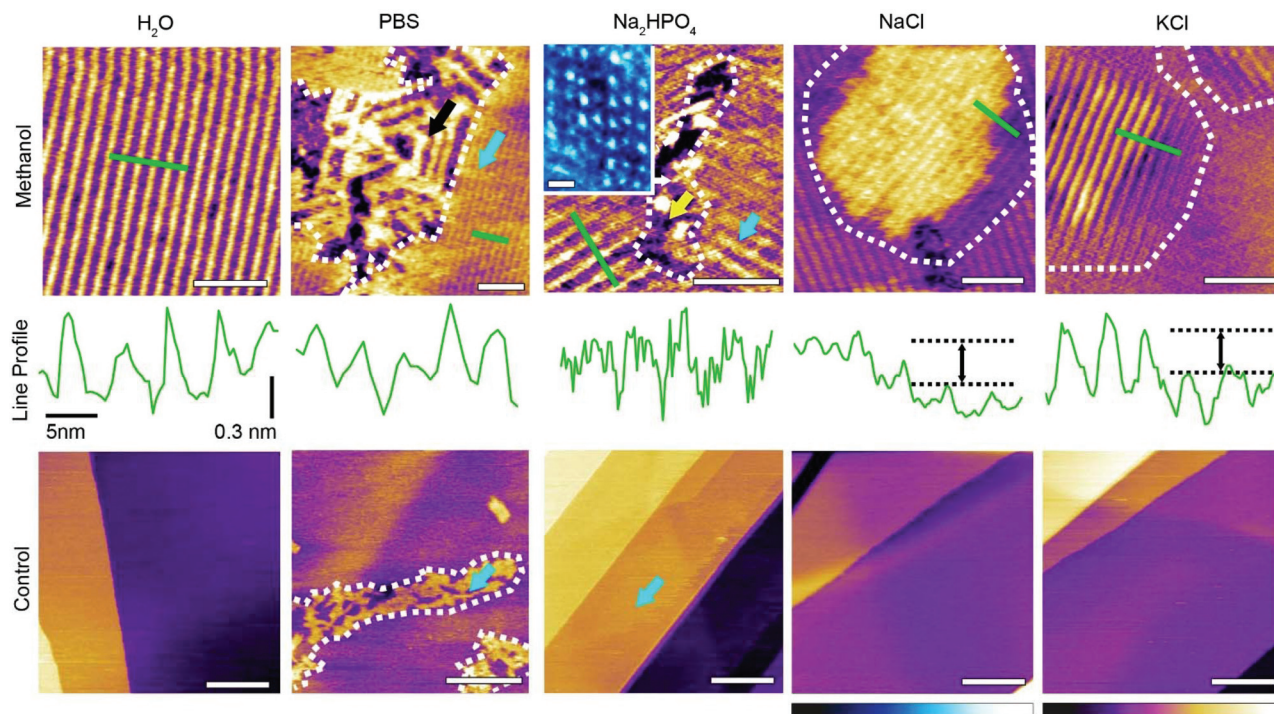 H₂O PBS Na₂HPO₄ NaCl KCl
Methanol
Line Profile
5nm
0.3 nm
Control